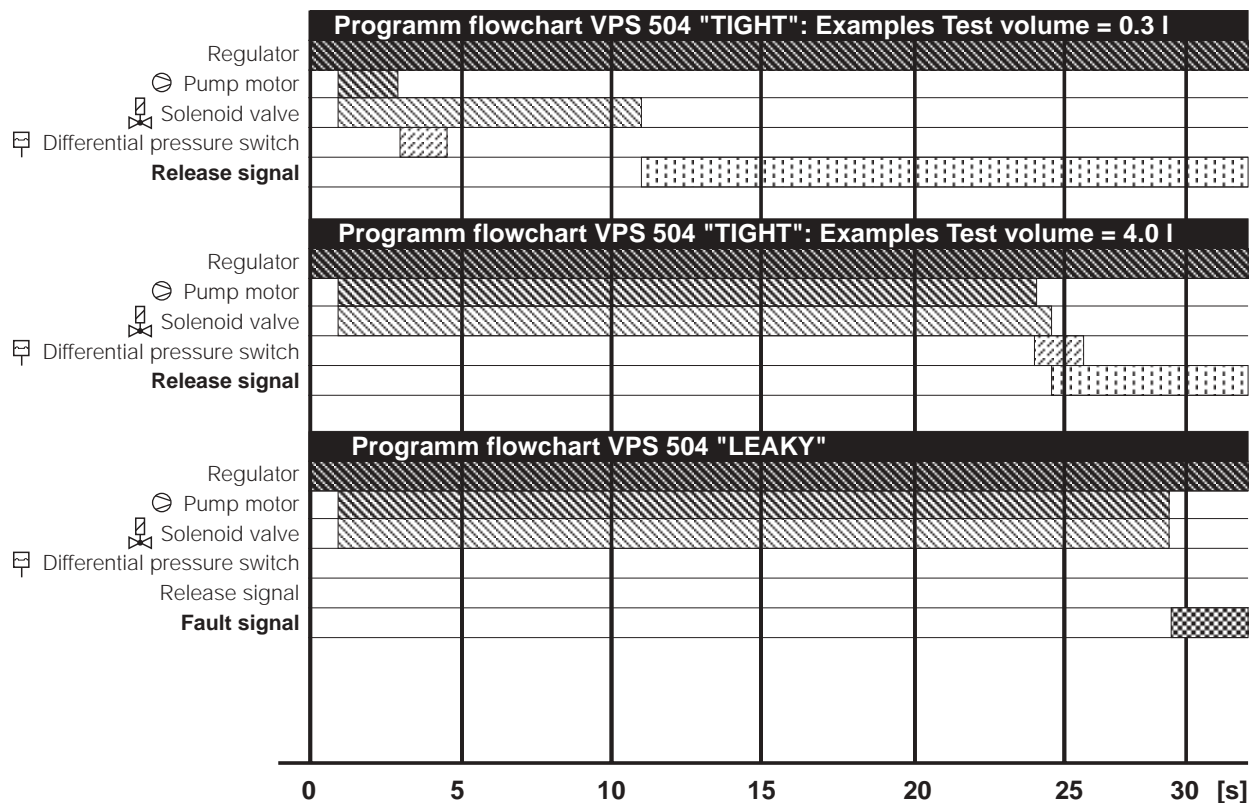 Programm flowchart VPS 504 "TIGHT": Examples Test volume = 0.3 l
Regulator
Pump motor
Solenoid valve
Differential pressure switch
Release signal
Programm flowchart VPS 504 "TIGHT": Examples Test volume = 4.0 l
Regulator
Pump motor
Solenoid valve
Differential pressure switch
Release signal
Programm flowchart VPS 504 "LEAKY"
Regulator
Pump motor
Solenoid valve
Differential pressure switch
Release signal
Fault signal
0 5 10 15 20 25 30 [s]